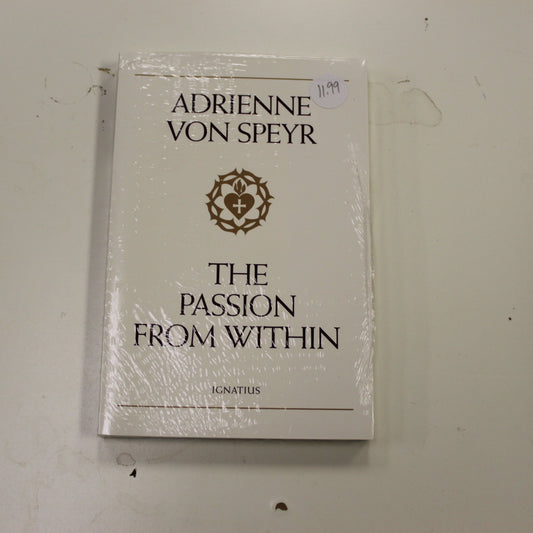 11.99
ADRIENNE
VON SPEYR
THE
PASSION
FROM WITHIN
IGNATIUS